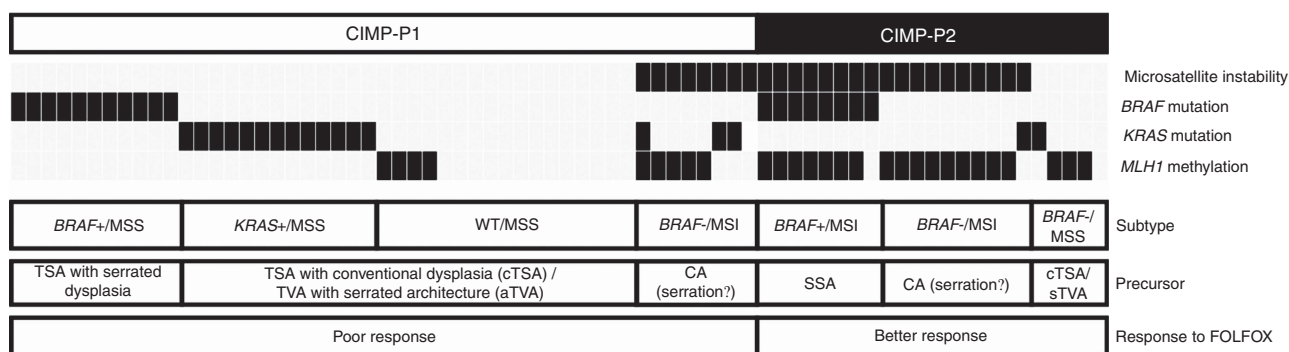 CIMP-P1 CIMP-P2
Microsatellite instability
BRAF mutation
KRAS mutation
MLH1 methylation
BRAF+/MSS KRAS+/MSS WT/MSS BRAF-/MSI BRAF+/MSI BRAF-/MSI BRAF-/ Subtype
MSS
TSA with serrated TSA with conventional dysplasia (cTSA) / CA SSA CA (serration?) cTSA/ Precursor
dysplasia TVA with serrated architecture (aTVA) (serration?) sTVA
Poor response Better response Response to FOLFOX